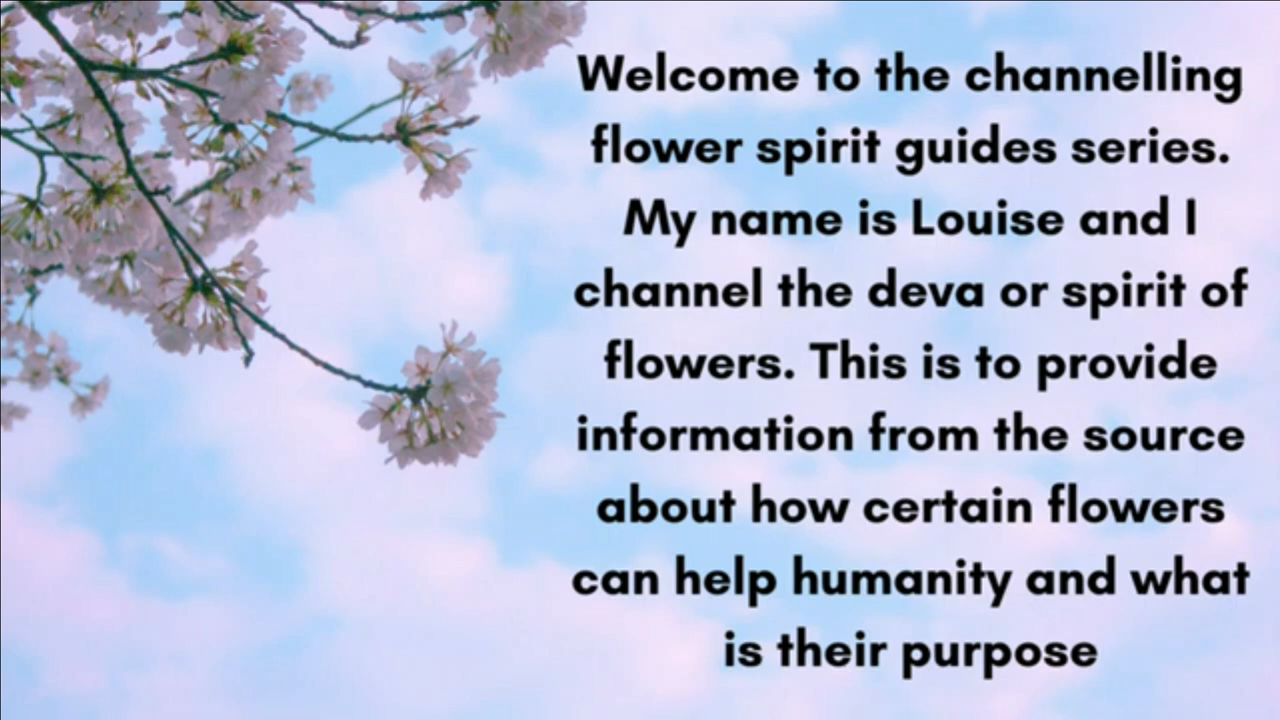 Welcome to the channelling
flower spirit guides series.
My name is Louise and I
channel the deva or spirit of
flowers. This is to provide
information from the source
about how certain flowers
can help humanity and what
is their purpose